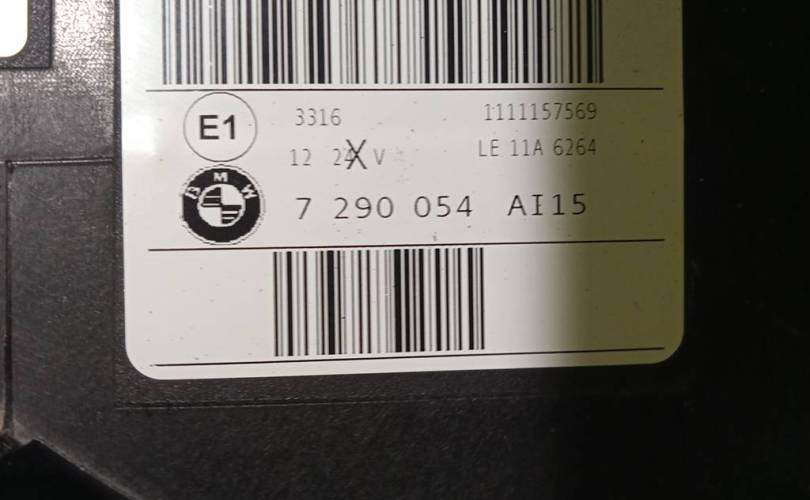 E1
3316 1111157569
12 24 V LE 11A 6264
BMW
7 290 054 AI15